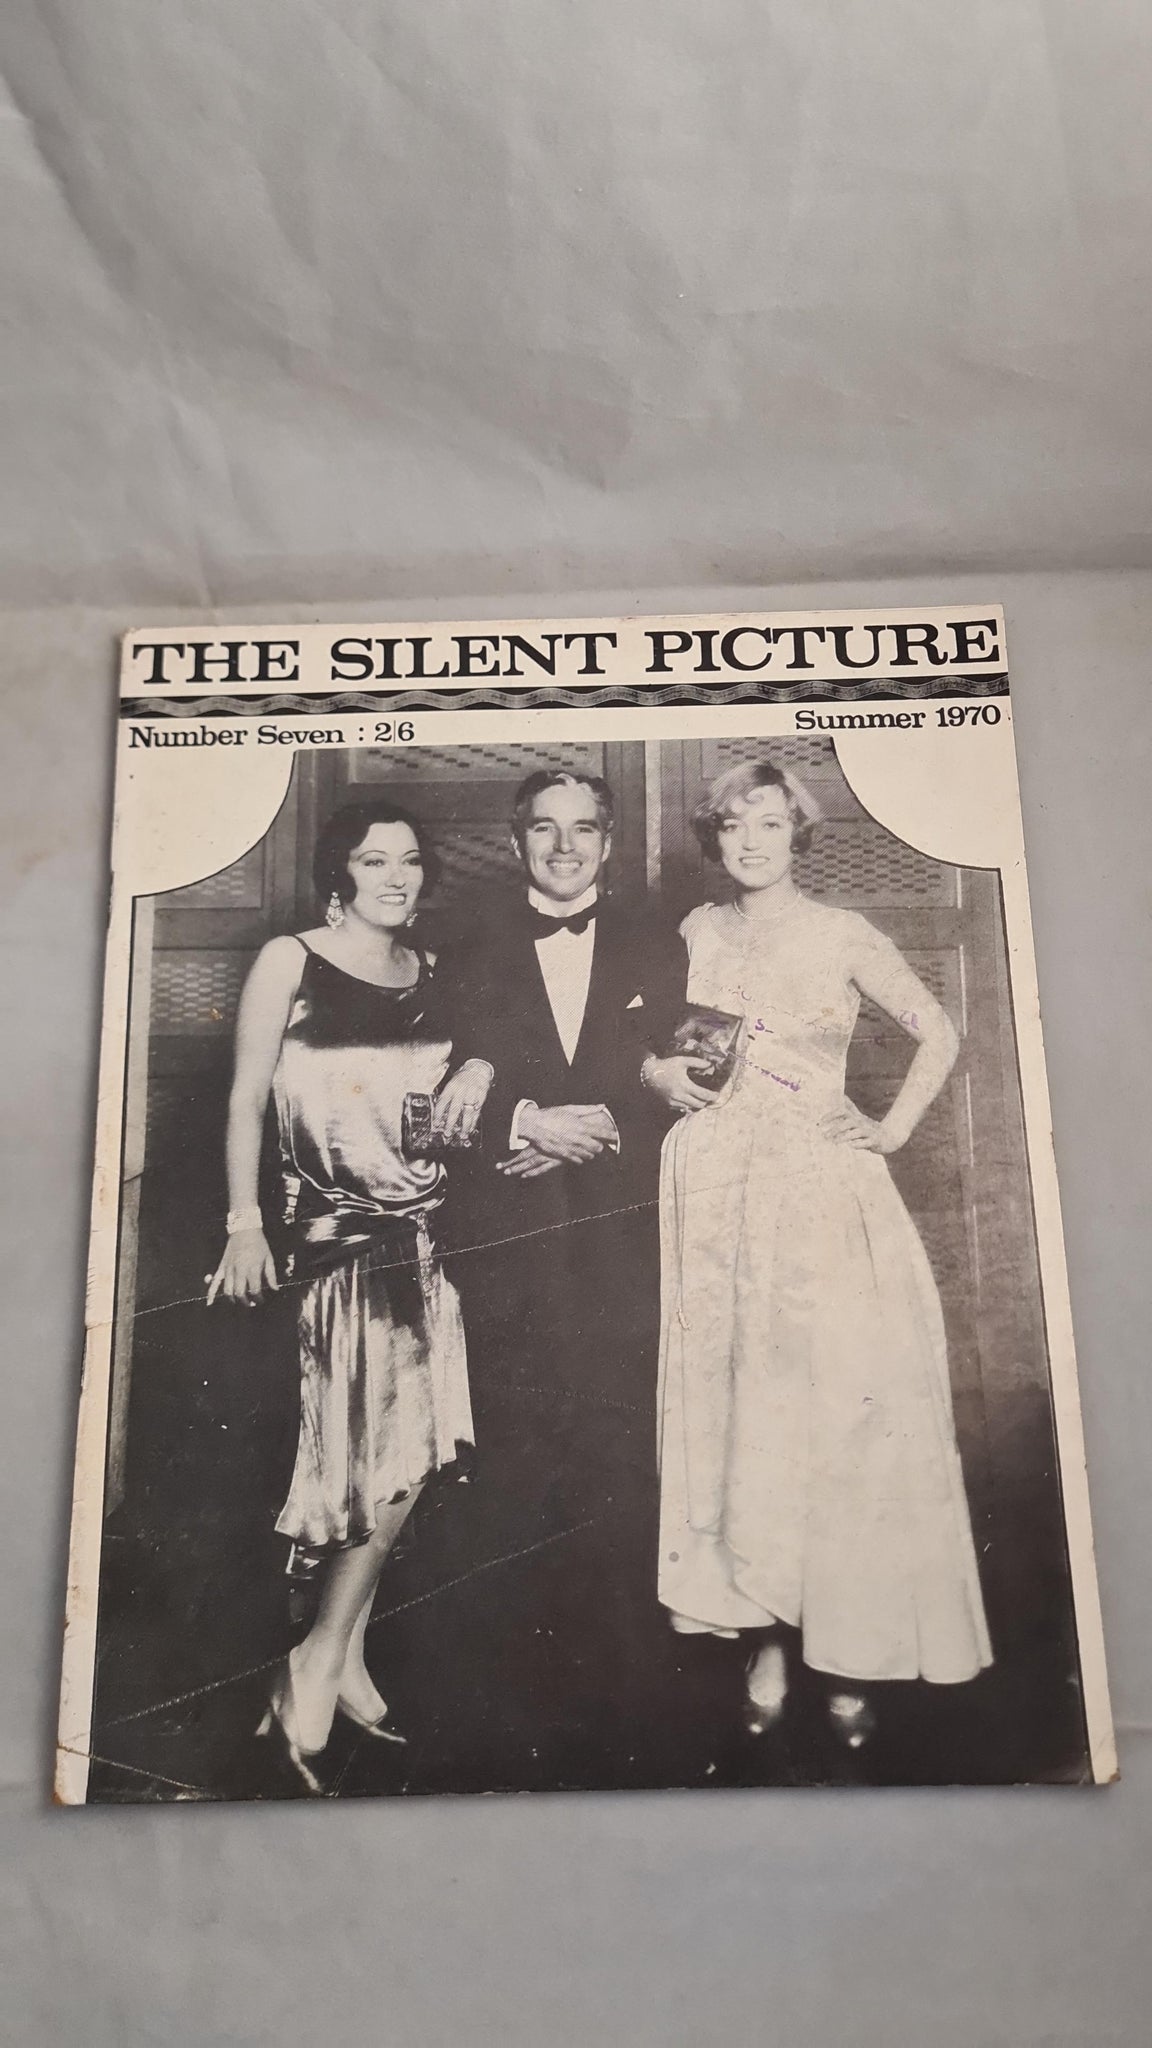 THE SILENT PICTURE
Number Seven : 2/6
Summer 1970